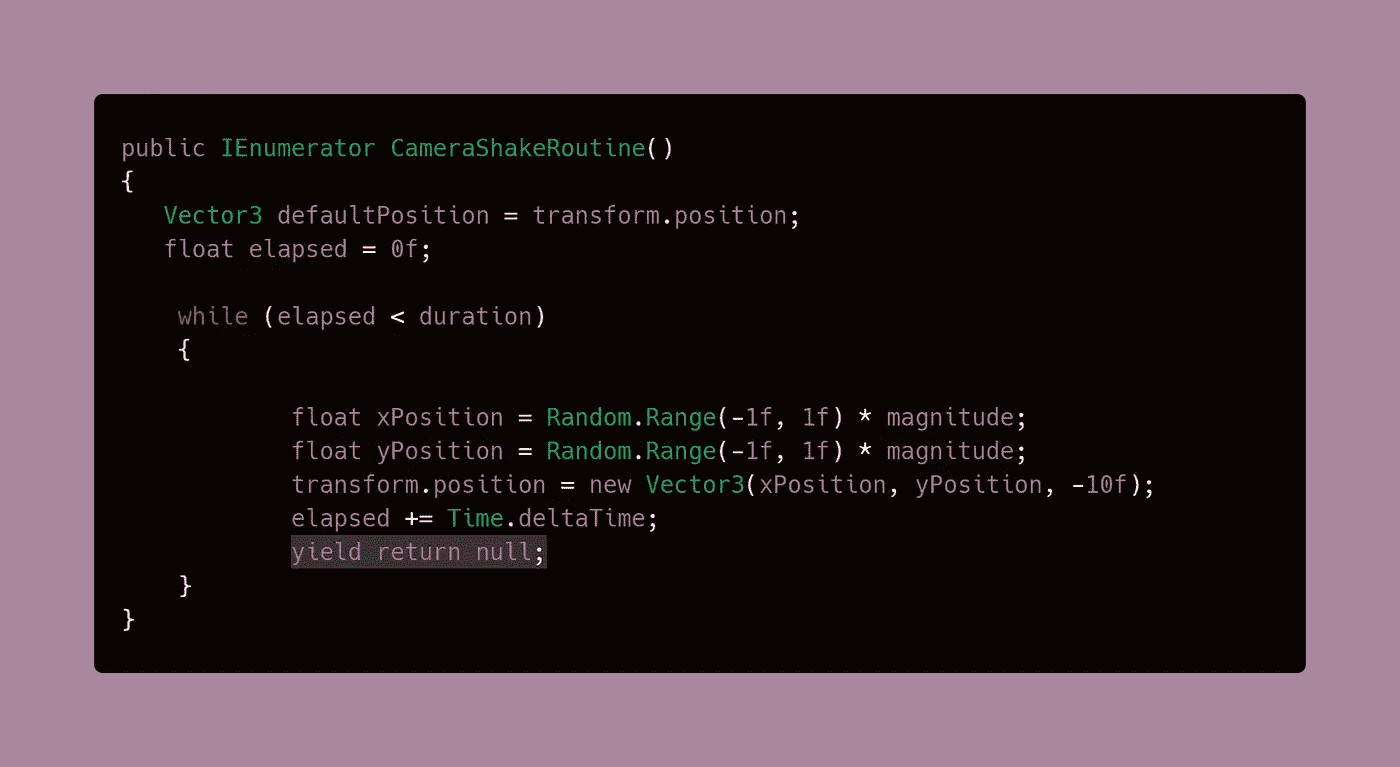 public IEnumerator CameraShakeRoutine()
{
   Vector3 defaultPosition = transform.position;
   float elapsed = 0f;
    while (elapsed < duration)
    {
            float xPosition = Random.Range(-1f, 1f) * magnitude;
            float yPosition = Random.Range(-1f, 1f) * magnitude;
            transform.position = new Vector3(xPosition, yPosition, -10f);
            elapsed += Time.deltaTime;
            yield return null;
    }
}